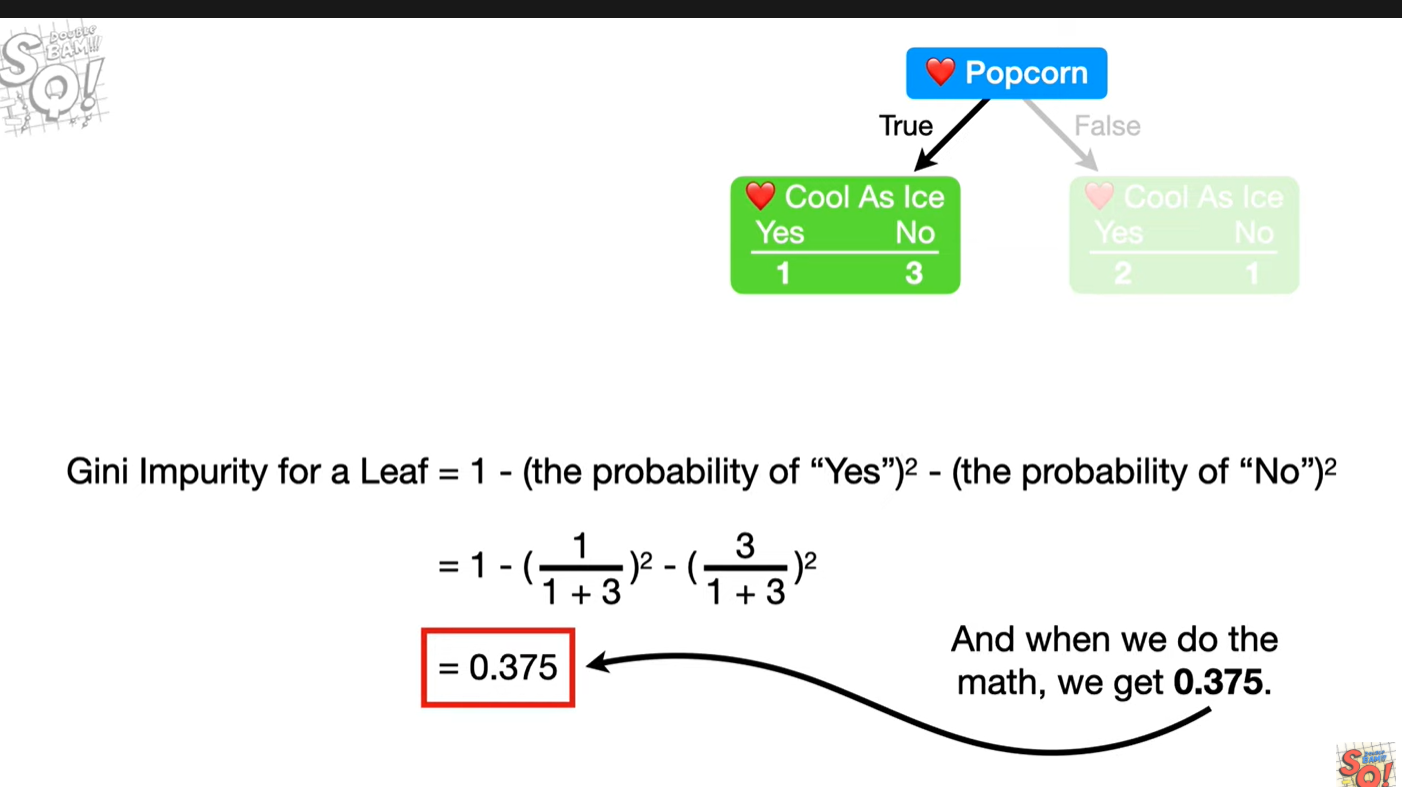 DOUBLE
BAM!!!
SQ!
❤️ Popcorn
True
False
❤️ Cool As Ice
Yes No
1 3
❤️ Cool As Ice
Yes No
2 1
Gini Impurity for a Leaf = 1 - (the probability of “Yes”)² - (the probability of “No”)²
= 1 - ( 1 / 1 + 3 )² - ( 3 / 1 + 3 )²
= 0.375
And when we do the
math, we get 0.375.
DOUBLE
BAM!!!
SQ!